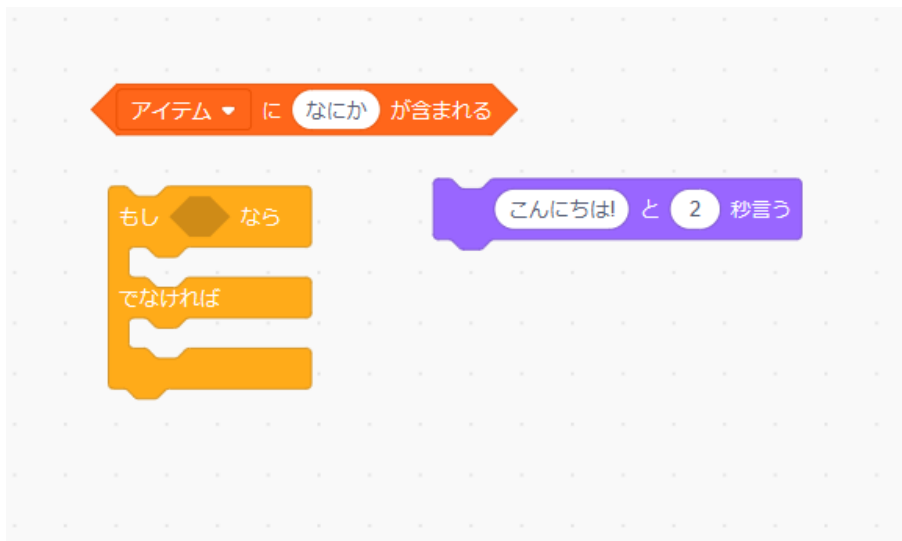 アイテム に なにか が含まれる
もし なら
こんにちは! と 2 秒言う
でなければ